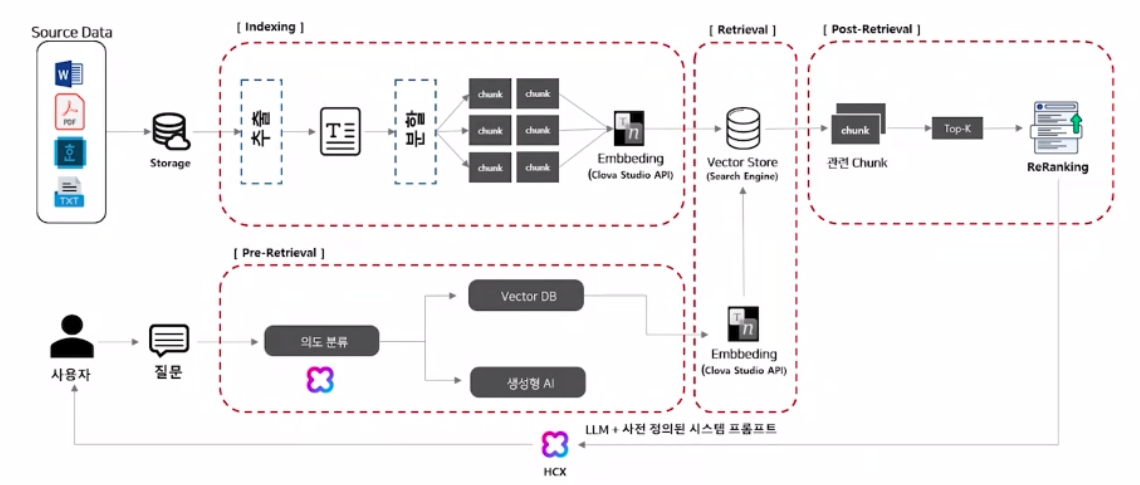 Source Data
W
PDF
한
TXT
Storage
[ Indexing ]
추출
T
분할
chunk
chunk
chunk
chunk
chunk
chunk
T
n
Embbeding
(Clova Studio API)
[ Retrieval ]
Vector Store
(Search Engine)
T
n
Embbeding
(Clova Studio API)
[ Post-Retrieval ]
chunk
관련 Chunk
Top-K
ReRanking
[ Pre-Retrieval ]
사용자
질문
의도 분류
Vector DB
생성형 AI
LLM + 사전 정의된 시스템 프롬프트
HCX